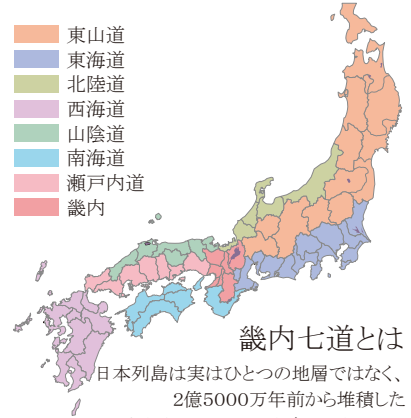 東山道
東海道
北陸道
西海道
山陰道
南海道
瀬戸内道
畿内
畿内七道とは
日本列島は実はひとつの地層ではなく、
2億5000万年前から堆積した